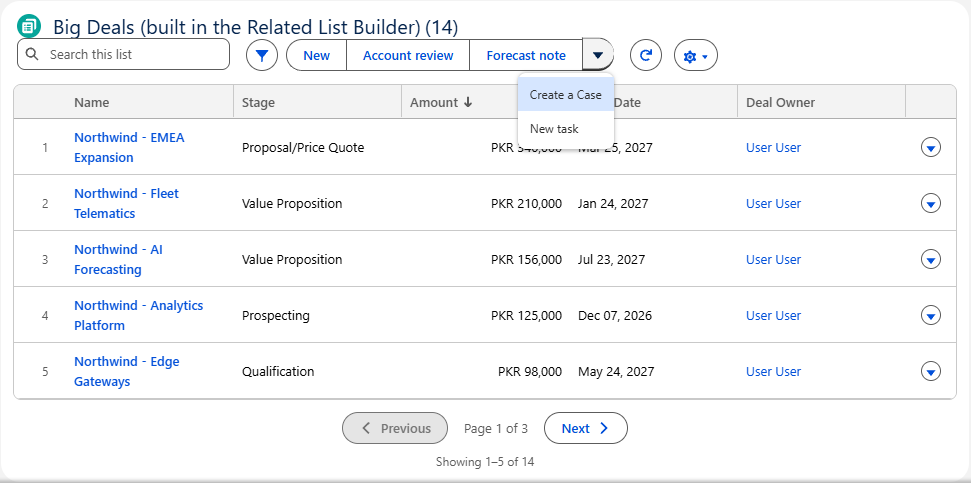 Big Deals (built in the Related List Builder) (14)
Search this list
New
Account review
Forecast note
Create a Case
New task
Name
Stage
Amount
Date
Deal Owner
1
Northwind - EMEA
Expansion
Proposal/Price Quote
PKR
25, 2027
User User
2
Northwind - Fleet
Telematics
Value Proposition
PKR 210,000
Jan 24, 2027
User User
3
Northwind - AI
Forecasting
Value Proposition
PKR 156,000
Jul 23, 2027
User User
4
Northwind - Analytics
Platform
Prospecting
PKR 125,000
Dec 07, 2026
User User
5
Northwind - Edge
Gateways
Qualification
PKR 98,000
May 24, 2027
User User
Previous
Page 1 of 3
Next
Showing 1–5 of 14